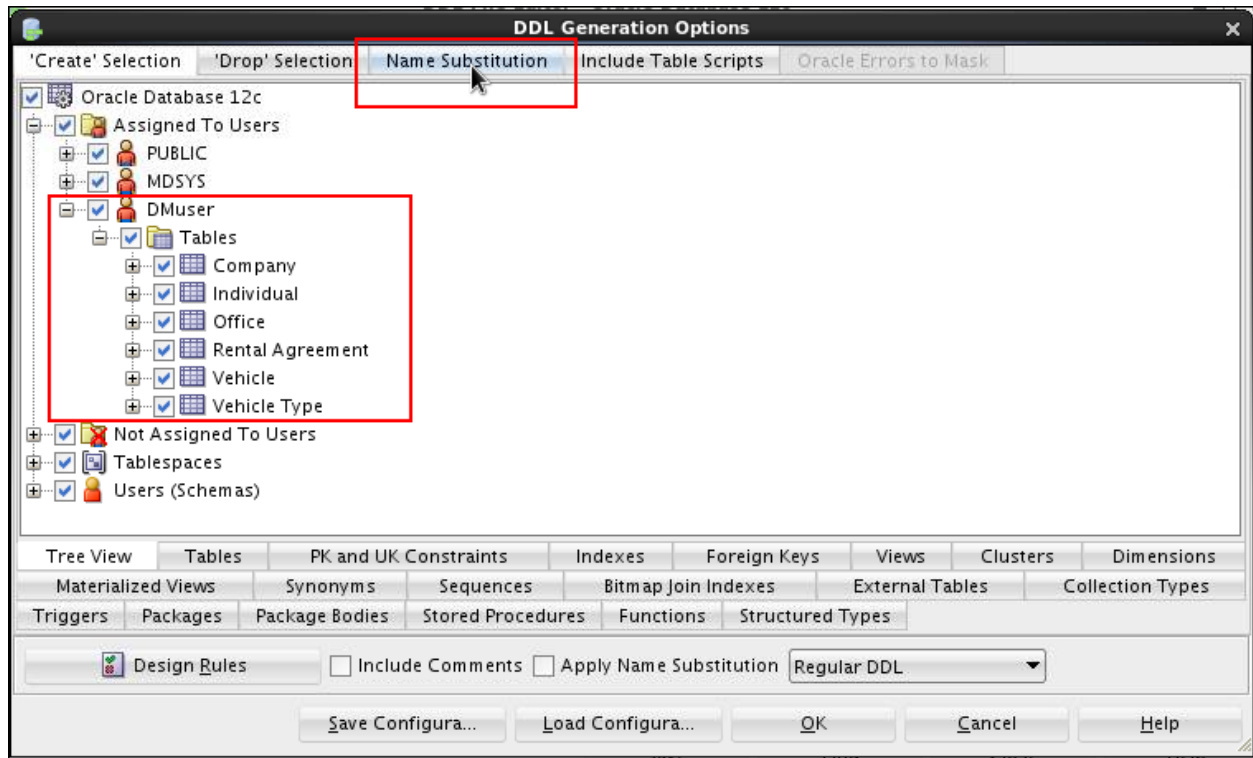 DDL Generation Options
'Create' Selection 'Drop' Selection Name Substitution Include Table Scripts Oracle Errors to Mask
Oracle Database 12c
Assigned To Users
PUBLIC
MDSYS
DMuser
Tables
Company
Individual
Office
Rental Agreement
Vehicle
Vehicle Type
Not Assigned To Users
Tablespaces
Users (Schemas)
Tree View Tables PK and UK Constraints Indexes Foreign Keys Views Clusters Dimensions
Materialized Views Synonyms Sequences Bitmap Join Indexes External Tables Collection Types
Triggers Packages Package Bodies Stored Procedures Functions Structured Types
Design Rules Include Comments Apply Name Substitution Regular DDL
Save Configura... Load Configura... OK Cancel Help